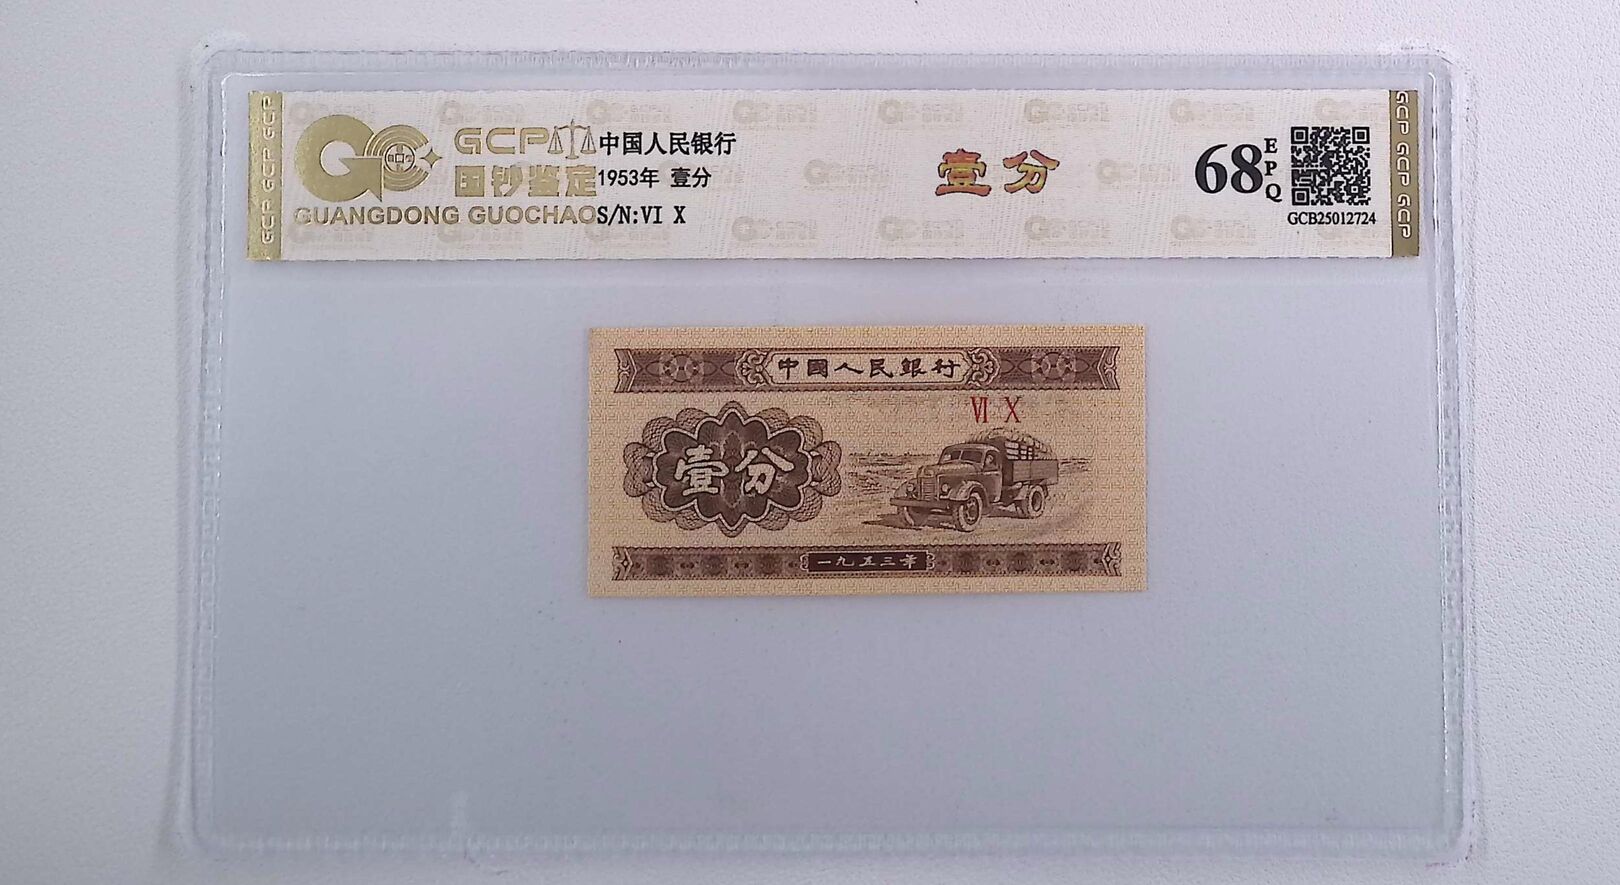 GCP GCP GCP
GCP
国钞鉴定
GUANGDONG GUOCHAO
中国人民银行
1953年 壹分
S/N:VI X
壹分
68
EPQ
GCB25012724
GCP GCP GCP
中國人民銀行
VI X
壹分
一九五三年